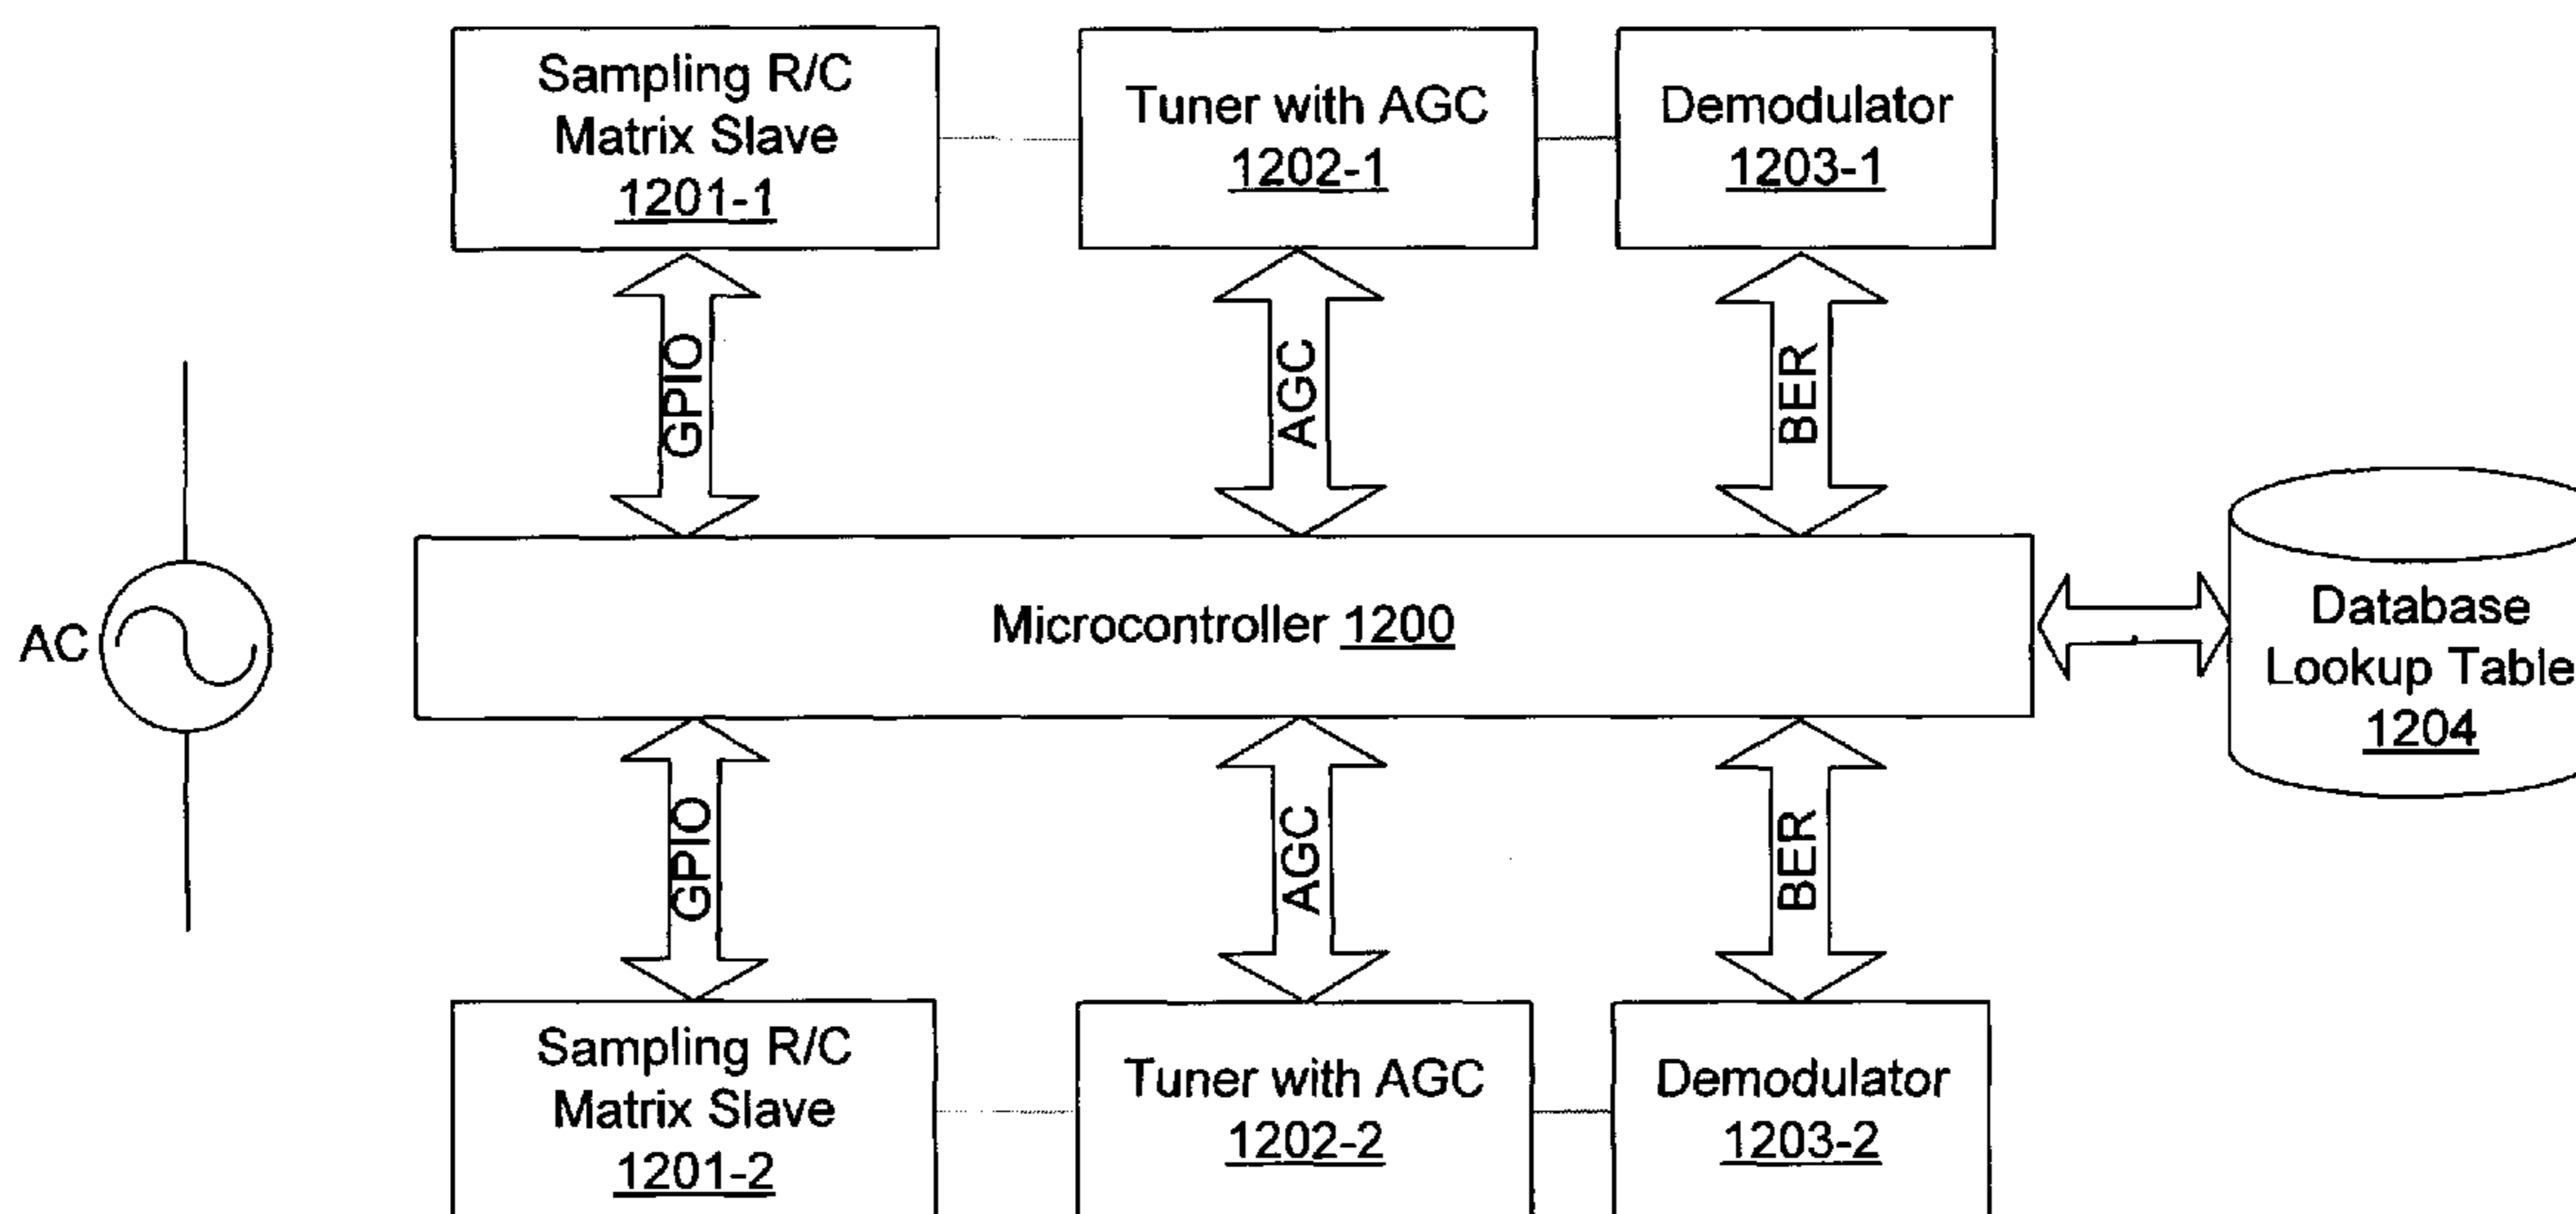 Sampling R/C
Matrix Slave
1201-1
Tuner with AGC
1202-1
Demodulator
1203-1
GPIO
AGC
BER
AC
Microcontroller 1200
Database
Lookup Table
1204
GPIO
AGC
BER
Sampling R/C
Matrix Slave
1201-2
Tuner with AGC
1202-2
Demodulator
1203-2